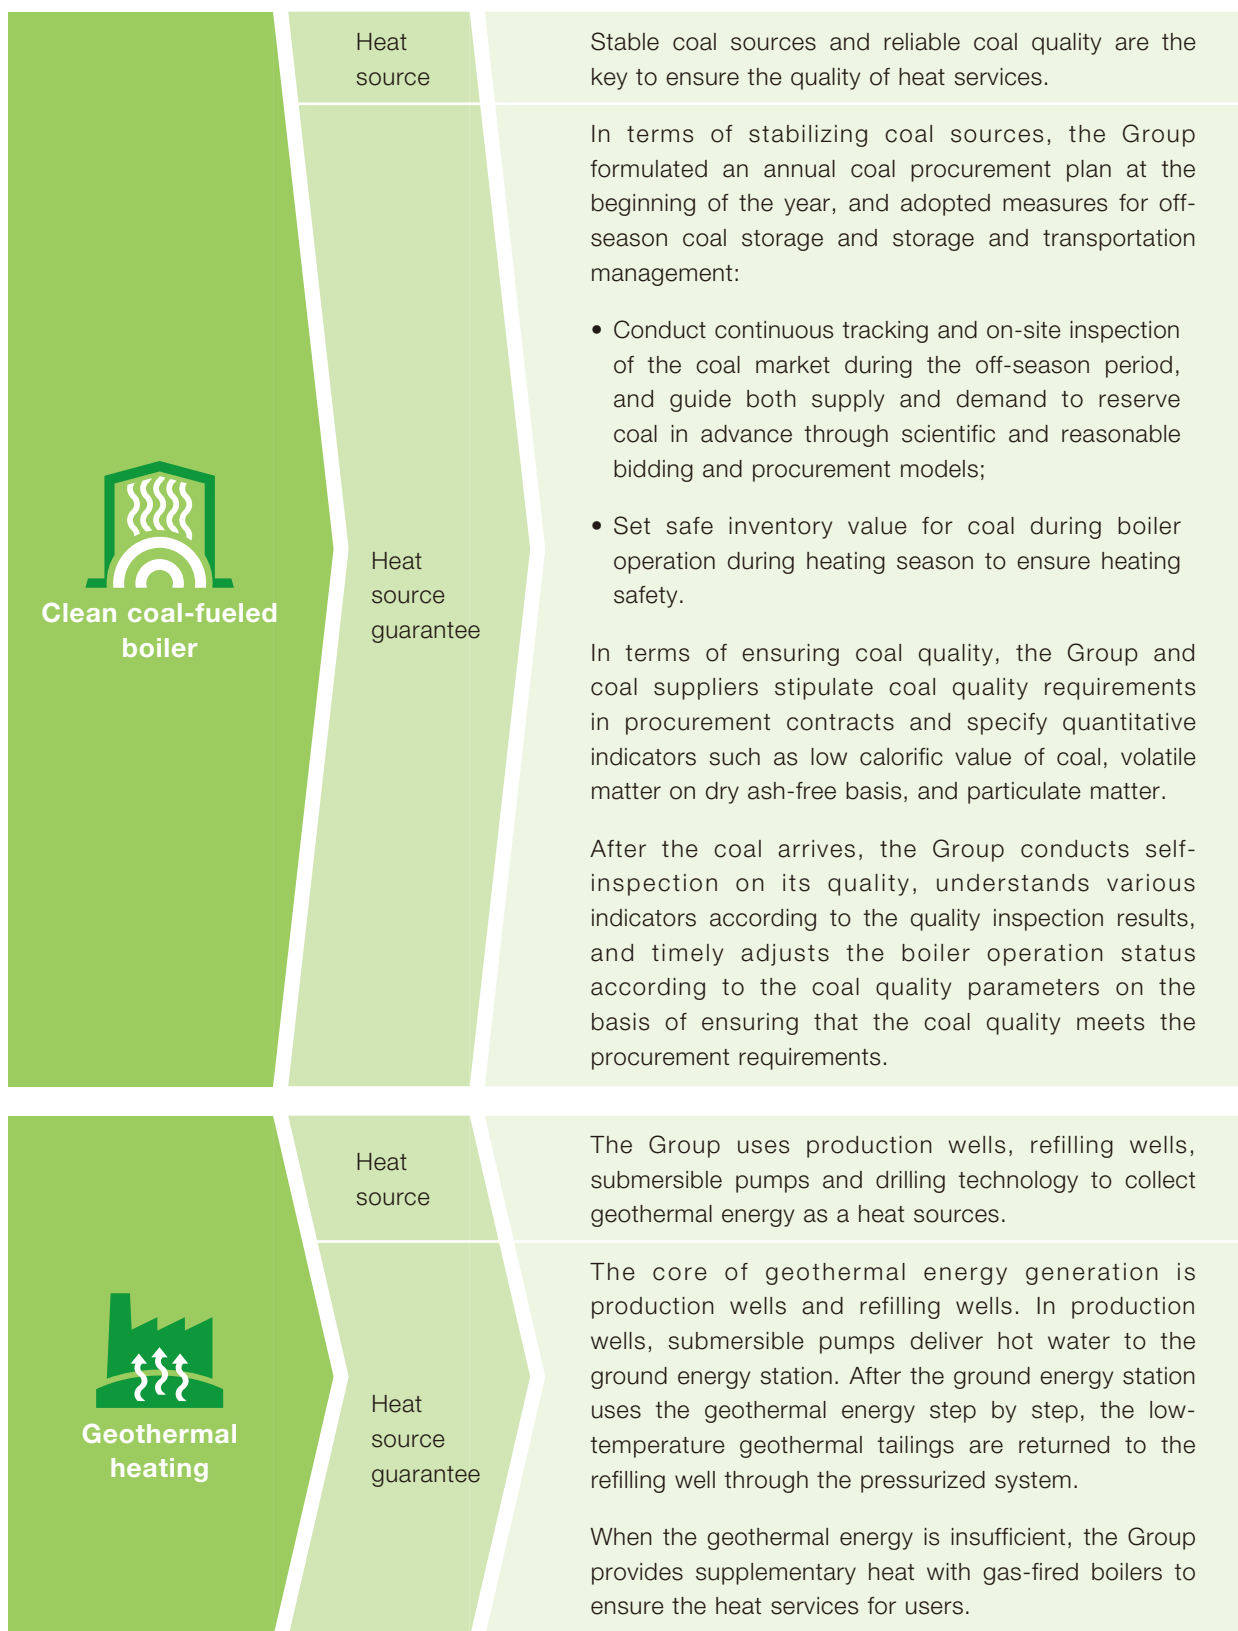 Clean coal-fueled
boiler
Heat
source
Stable coal sources and reliable coal quality are the
key to ensure the quality of heat services.
Heat
source
guarantee
In terms of stabilizing coal sources, the Group
formulated an annual coal procurement plan at the
beginning of the year, and adopted measures for off-
season coal storage and storage and transportation
management:
• Conduct continuous tracking and on-site inspection
of the coal market during the off-season period,
and guide both supply and demand to reserve
coal in advance through scientific and reasonable
bidding and procurement models;
• Set safe inventory value for coal during boiler
operation during heating season to ensure heating
safety.
In terms of ensuring coal quality, the Group and
coal suppliers stipulate coal quality requirements
in procurement contracts and specify quantitative
indicators such as low calorific value of coal, volatile
matter on dry ash-free basis, and particulate matter.
After the coal arrives, the Group conducts self-
inspection on its quality, understands various
indicators according to the quality inspection results,
and timely adjusts the boiler operation status
according to the coal quality parameters on the
basis of ensuring that the coal quality meets the
procurement requirements.
Geothermal
heating
Heat
source
The Group uses production wells, refilling wells,
submersible pumps and drilling technology to collect
geothermal energy as a heat sources.
Heat
source
guarantee
The core of geothermal energy generation is
production wells and refilling wells. In production
wells, submersible pumps deliver hot water to the
ground energy station. After the ground energy station
uses the geothermal energy step by step, the low-
temperature geothermal tailings are returned to the
refilling well through the pressurized system.
When the geothermal energy is insufficient, the Group
provides supplementary heat with gas-fired boilers to
ensure the heat services for users.